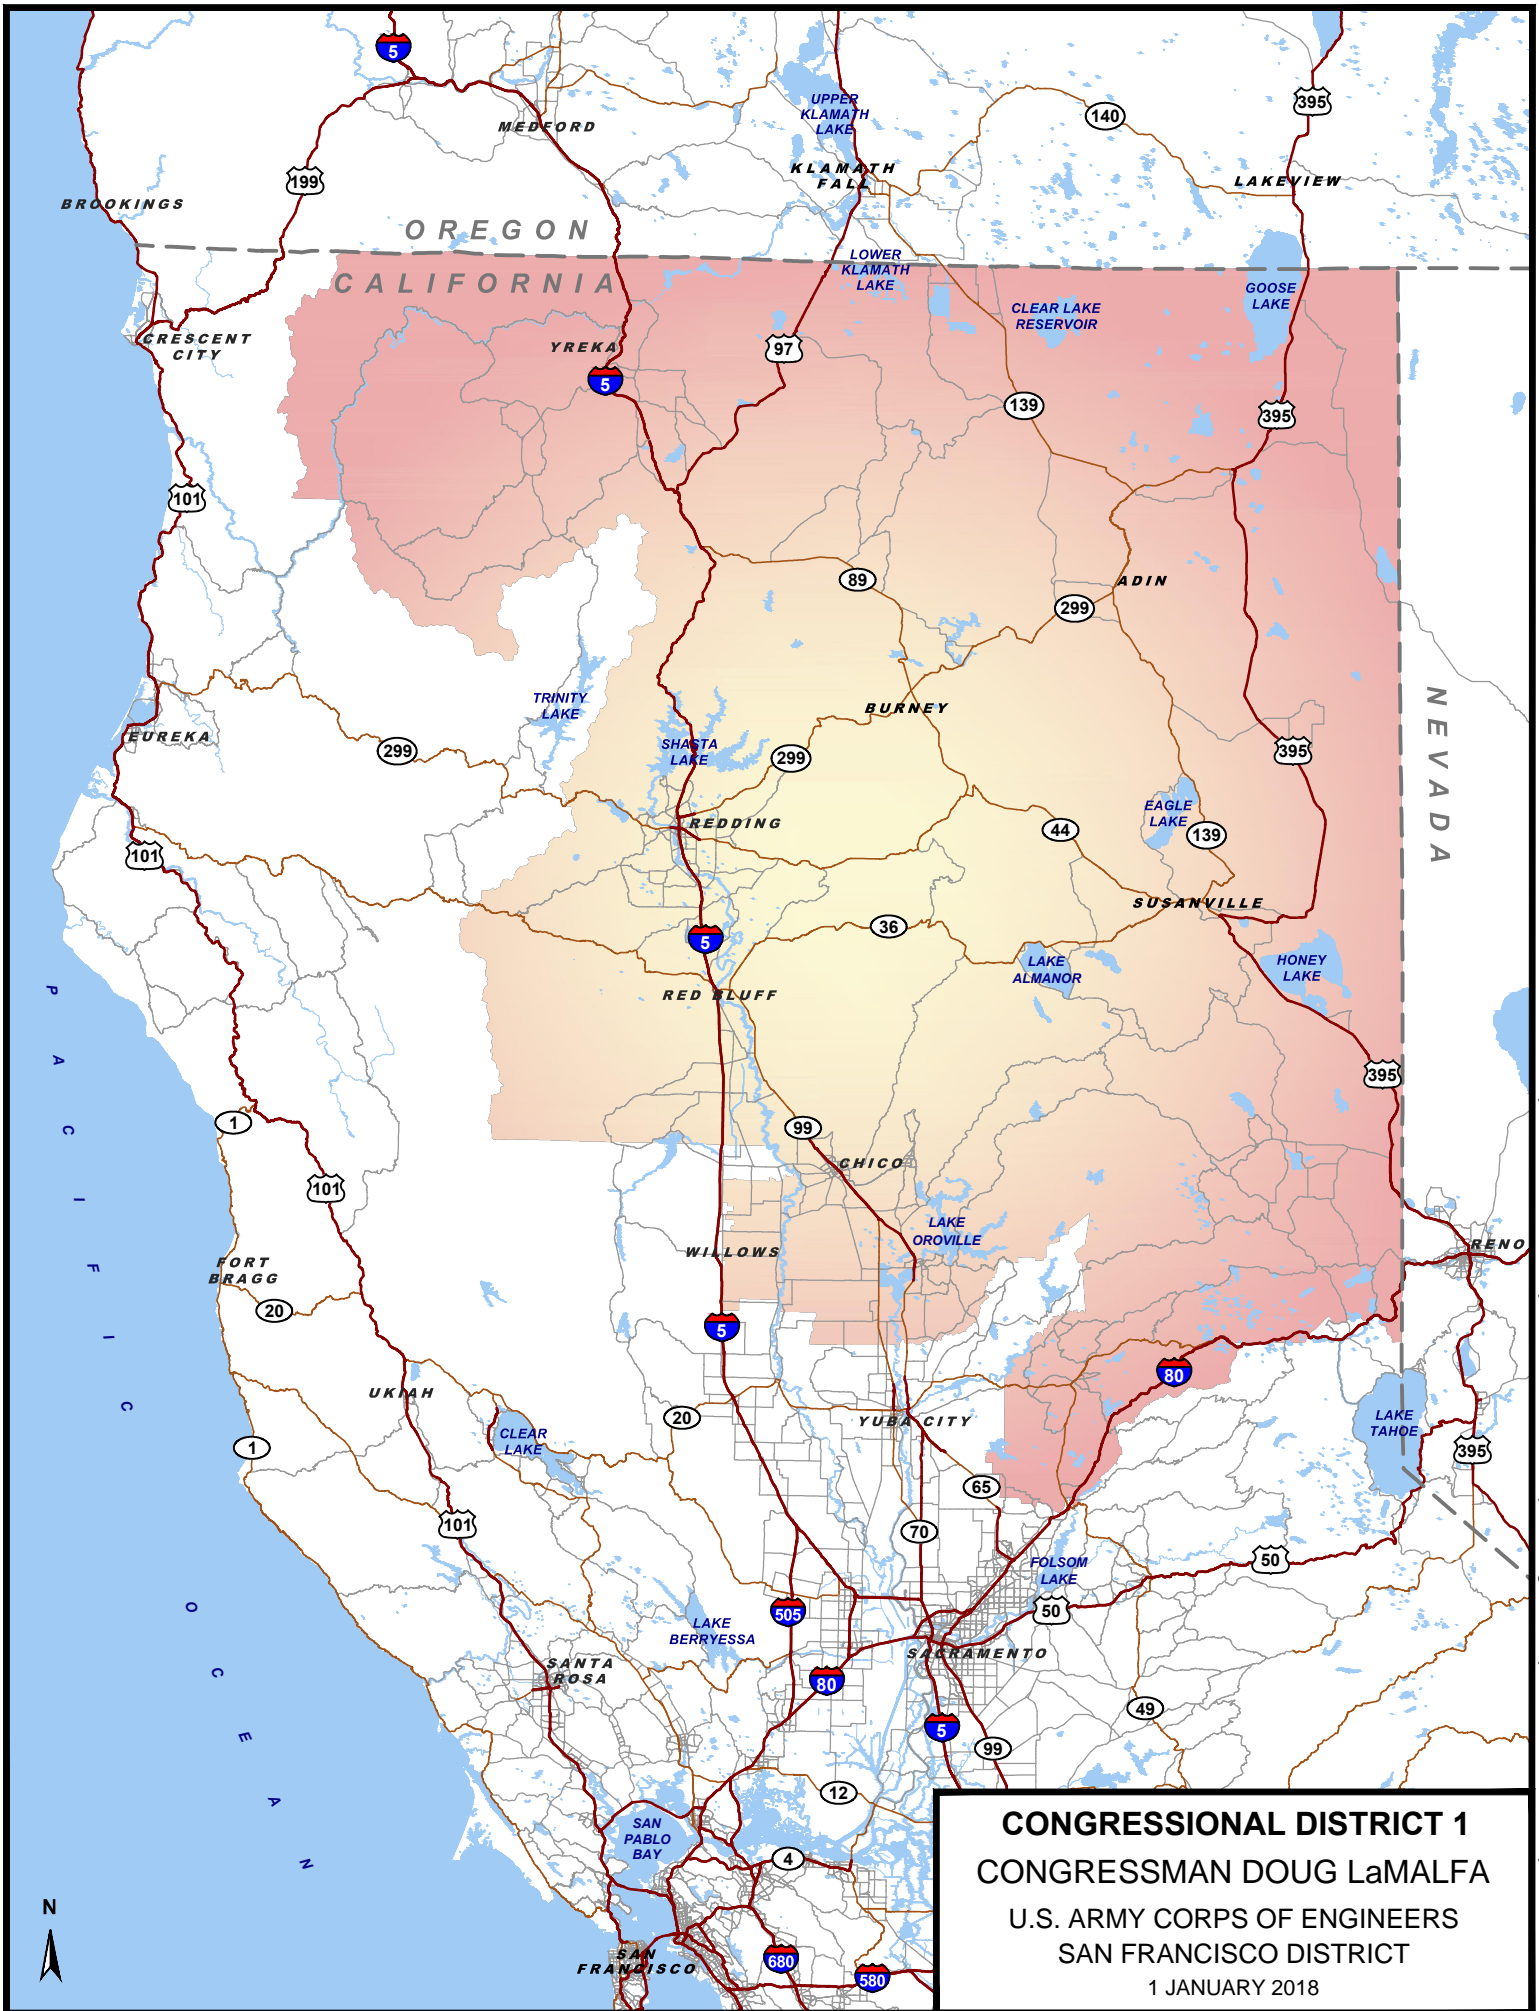 5
UPPER
KLAMATH
LAKE
395
140
MEDFORD
KLAMATH
FALL
199
LAKEVIEW
BROOKINGS
OREGON
LOWER
KLAMATH
LAKE
CALIFORNIA
GOOSE
LAKE
CLEAR LAKE
RESERVOIR
CRESCENT
CITY
YREKA
97
5
139
395
101
89
ADIN
299
TRINITY
LAKE
BURNEY
NEVADA
EUREKA
299
SHASTA
LAKE
299
395
EAGLE
LAKE
REDDING
44
139
101
SUSANVILLE
36
5
LAKE
ALMANOR
HONEY
LAKE
RED BLUFF
PACIFIC
395
1
99
CHICO
101
LAKE
OROVILLE
WILLOWS
RENO
FORT
BRAGG
20
5
80
UKIAH
20
YUBA CITY
LAKE
TAHOE
CLEAR
LAKE
1
395
65
101
70
50
FOLSOM
LAKE
OCEAN
505
50
LAKE
BERRYESSA
SACRAMENTO
SANTA
ROSA
80
49
5
99
12
SAN
PABLO
BAY
4
N
SAN
FRANCISCO
680
580
CONGRESSIONAL DISTRICT 1
CONGRESSMAN DOUG LaMALFA
U.S. ARMY CORPS OF ENGINEERS
SAN FRANCISCO DISTRICT
1 JANUARY 2018